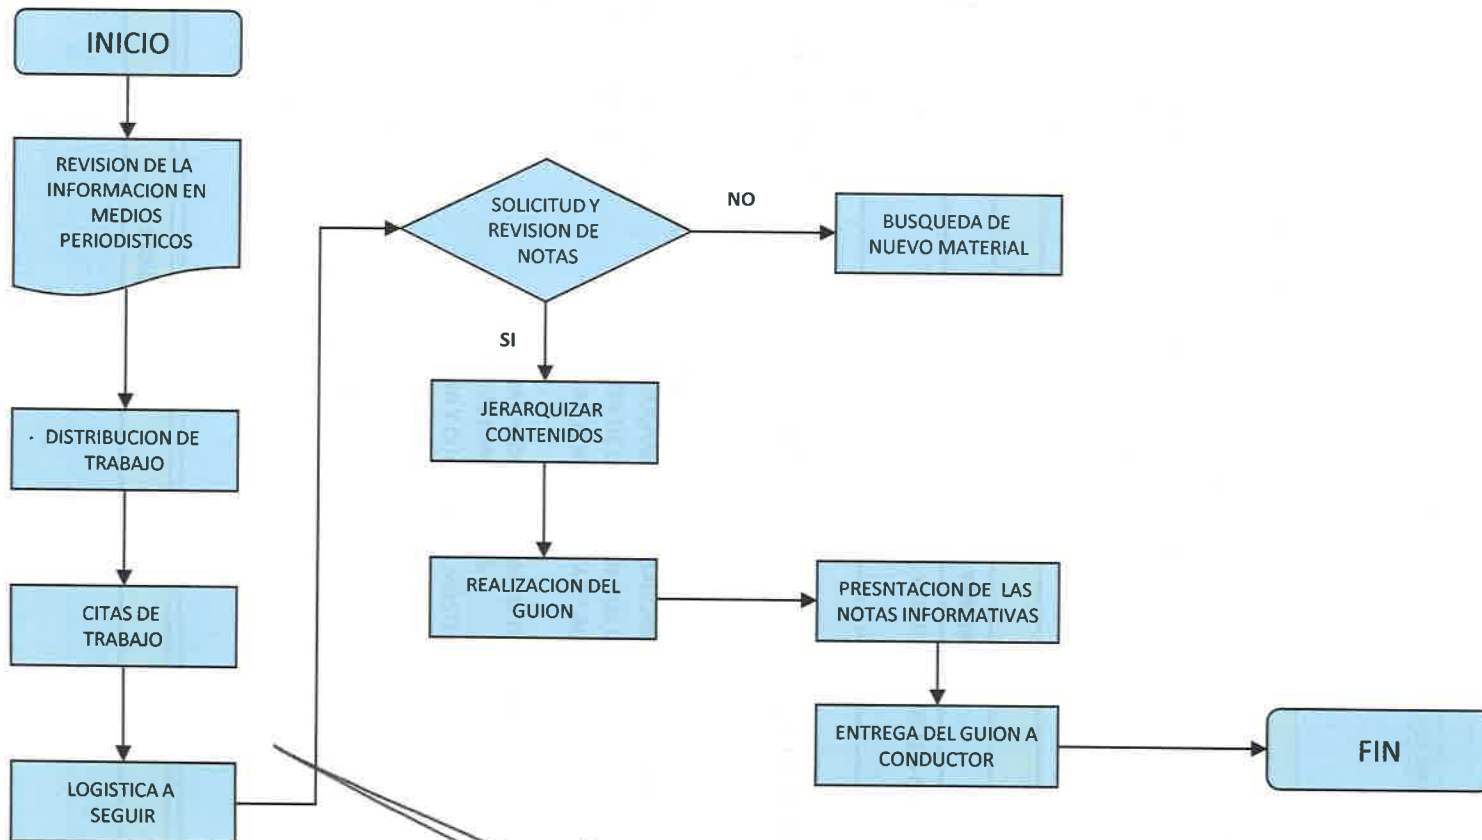 INICIO
REVISION DE LA
INFORMACION EN
MEDIOS
PERIODISTICOS
DISTRIBUCION DE
TRABAJO
CITAS DE
TRABAJO
LOGISTICA A
SEGUIR
SOLICITUD Y
REVISION DE
NOTAS
NO
BUSQUEDA DE
NUEVO MATERIAL
SI
JERARQUIZAR
CONTENIDOS
REALIZACION DEL
GUION
PRESNTACION DE LAS
NOTAS INFORMATIVAS
ENTREGA DEL GUION A
CONDUCTOR
FIN